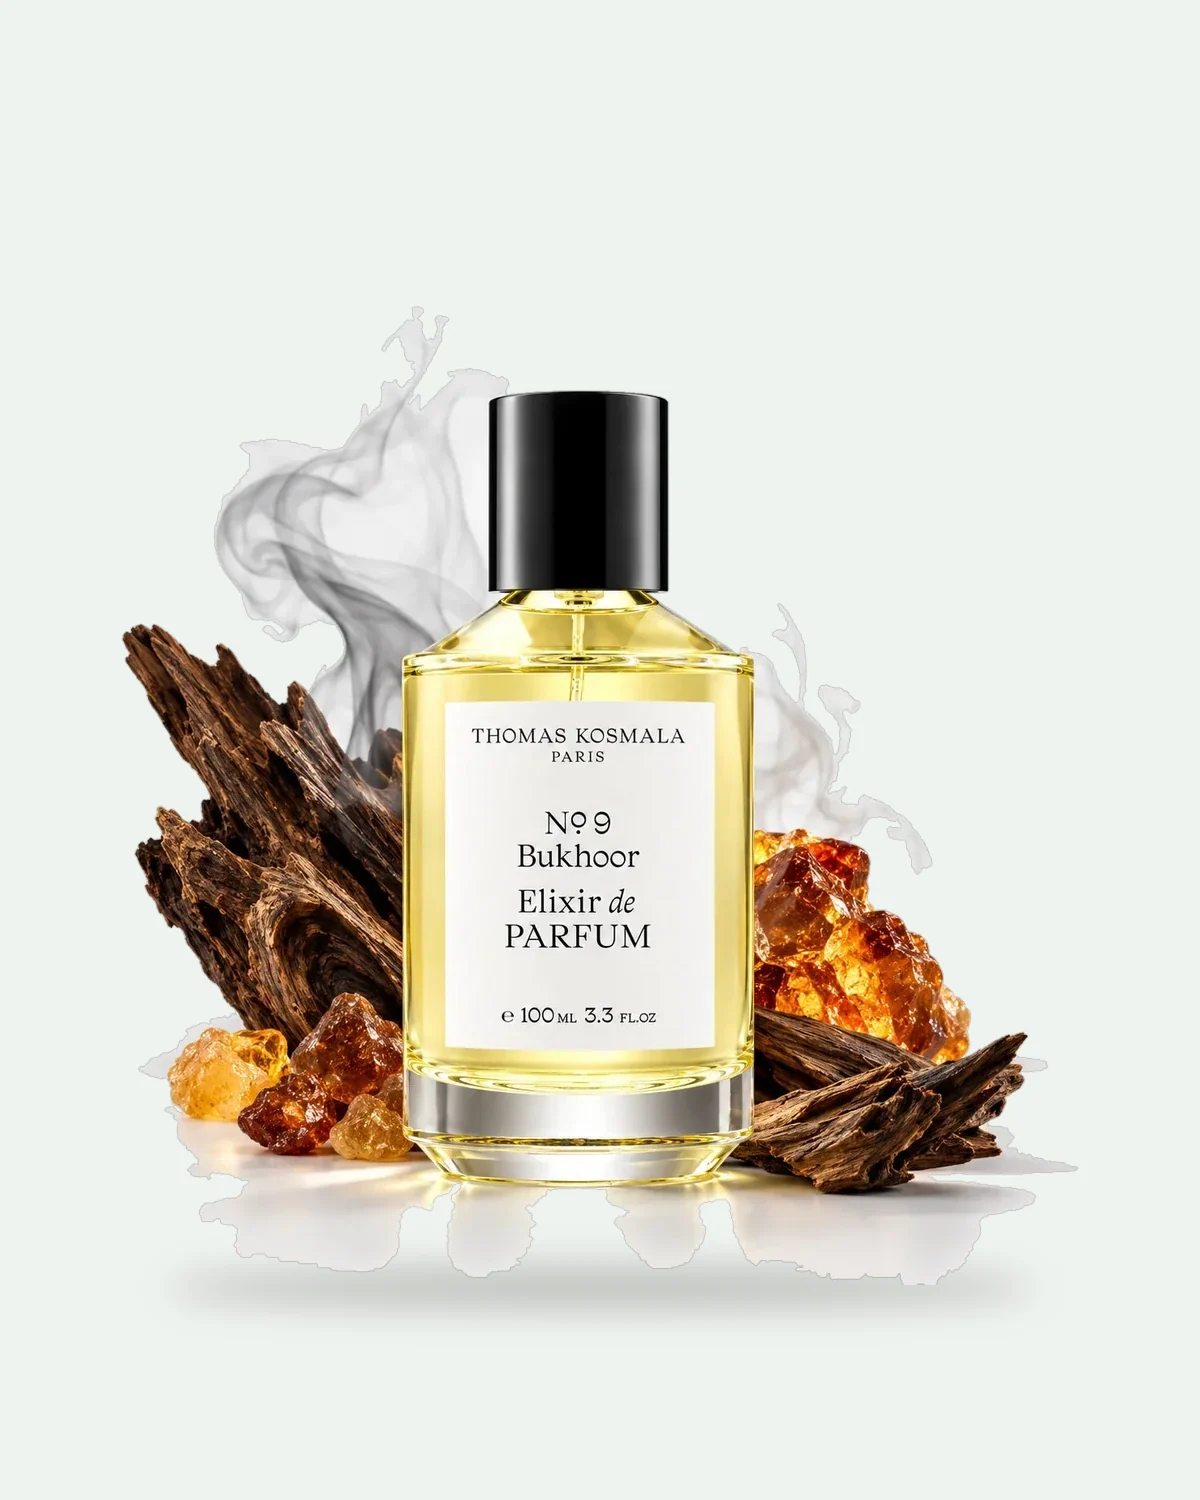 THOMAS KOSMALA
PARIS
Nº 9
Bukhoor
Elixir de
PARFUM
℮ 100 ML 3.3 FL.OZ